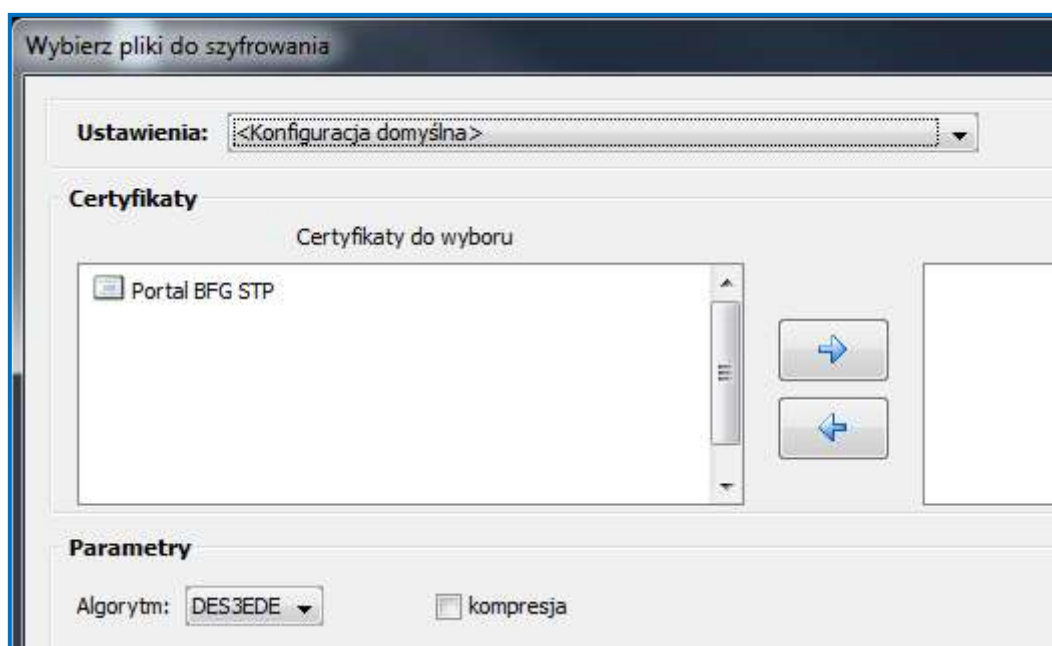 Wybierz pliki do szyfrowania
Ustawienia: <Konfiguracja domyślna>
Certyfikaty
Certyfikaty do wyboru
Portal BFG STP
Parametry
Algorytm: DES3EDE kompresja